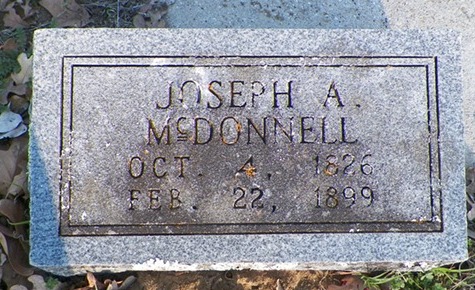 JOSEPH A.
McDONNELL
OCT. 4, 1826
FEB. 22, 1899